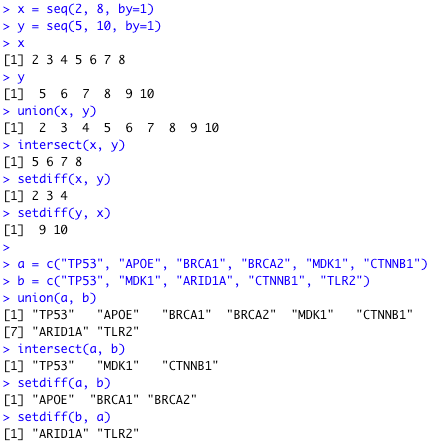 > x = seq(2, 8, by=1)
> y = seq(5, 10, by=1)
> x
[1] 2 3 4 5 6 7 8
> y
[1]  5  6  7  8  9 10
> union(x, y)
[1]  2  3  4  5  6  7  8  9 10
> intersect(x, y)
[1] 5 6 7 8
> setdiff(x, y)
[1] 2 3 4
> setdiff(y, x)
[1]  9 10
>
> a = c("TP53", "APOE", "BRCA1", "BRCA2", "MDK1", "CTNNB1")
> b = c("TP53", "MDK1", "ARID1A", "CTNNB1", "TLR2")
> union(a, b)
[1] "TP53"   "APOE"   "BRCA1"  "BRCA2"  "MDK1"   "CTNNB1"
[7] "ARID1A" "TLR2"
> intersect(a, b)
[1] "TP53"   "MDK1"   "CTNNB1"
> setdiff(a, b)
[1] "APOE"  "BRCA1" "BRCA2"
> setdiff(b, a)
[1] "ARID1A" "TLR2"